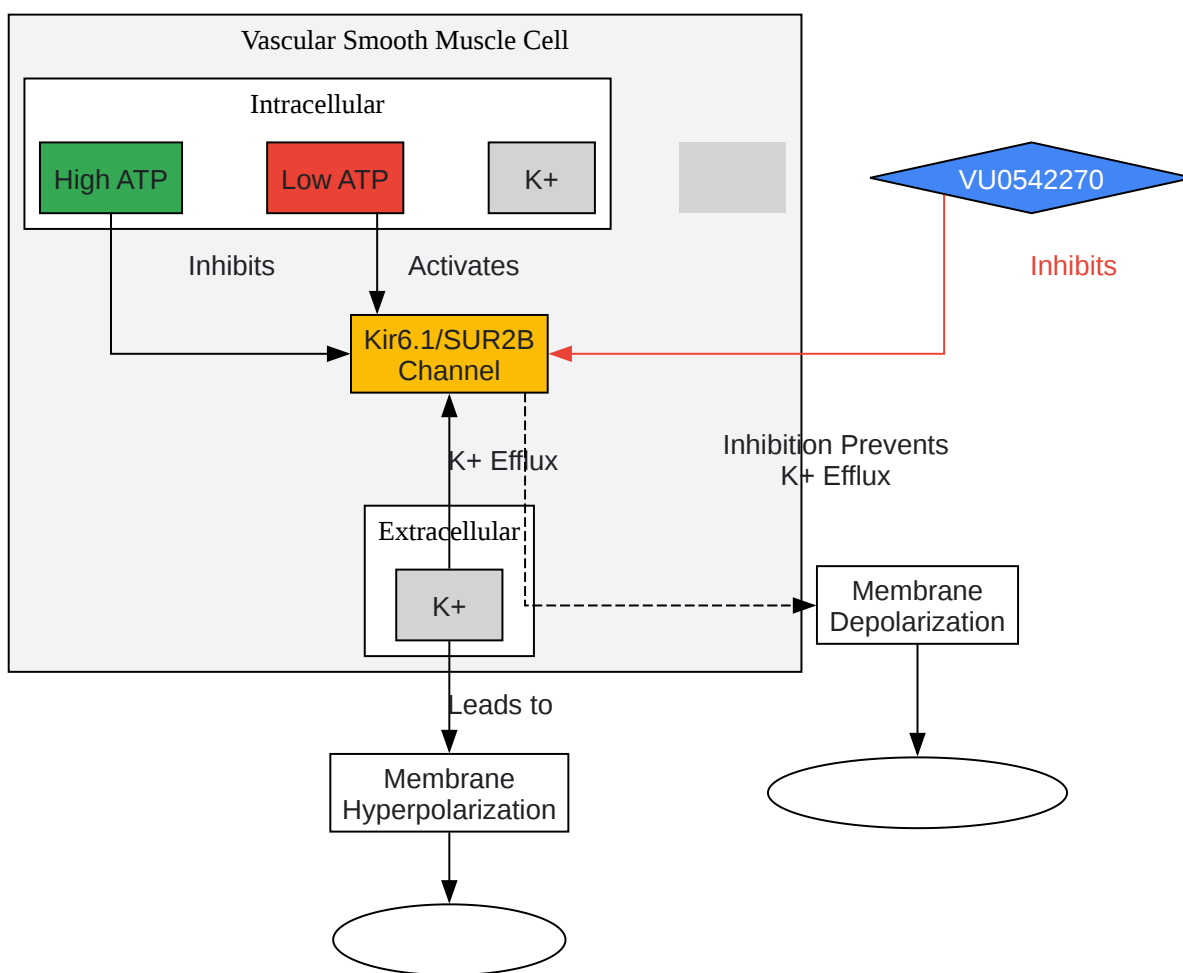 Vascular Smooth Muscle Cell
Intracellular
High ATP
Low ATP
K+
VU0542270
Inhibits
Activates
Inhibits
Kir6.1/SUR2B
Channel
K+ Efflux
Inhibition Prevents
K+ Efflux
Extracellular
K+
Membrane
Depolarization
Leads to
Membrane
Hyperpolarization